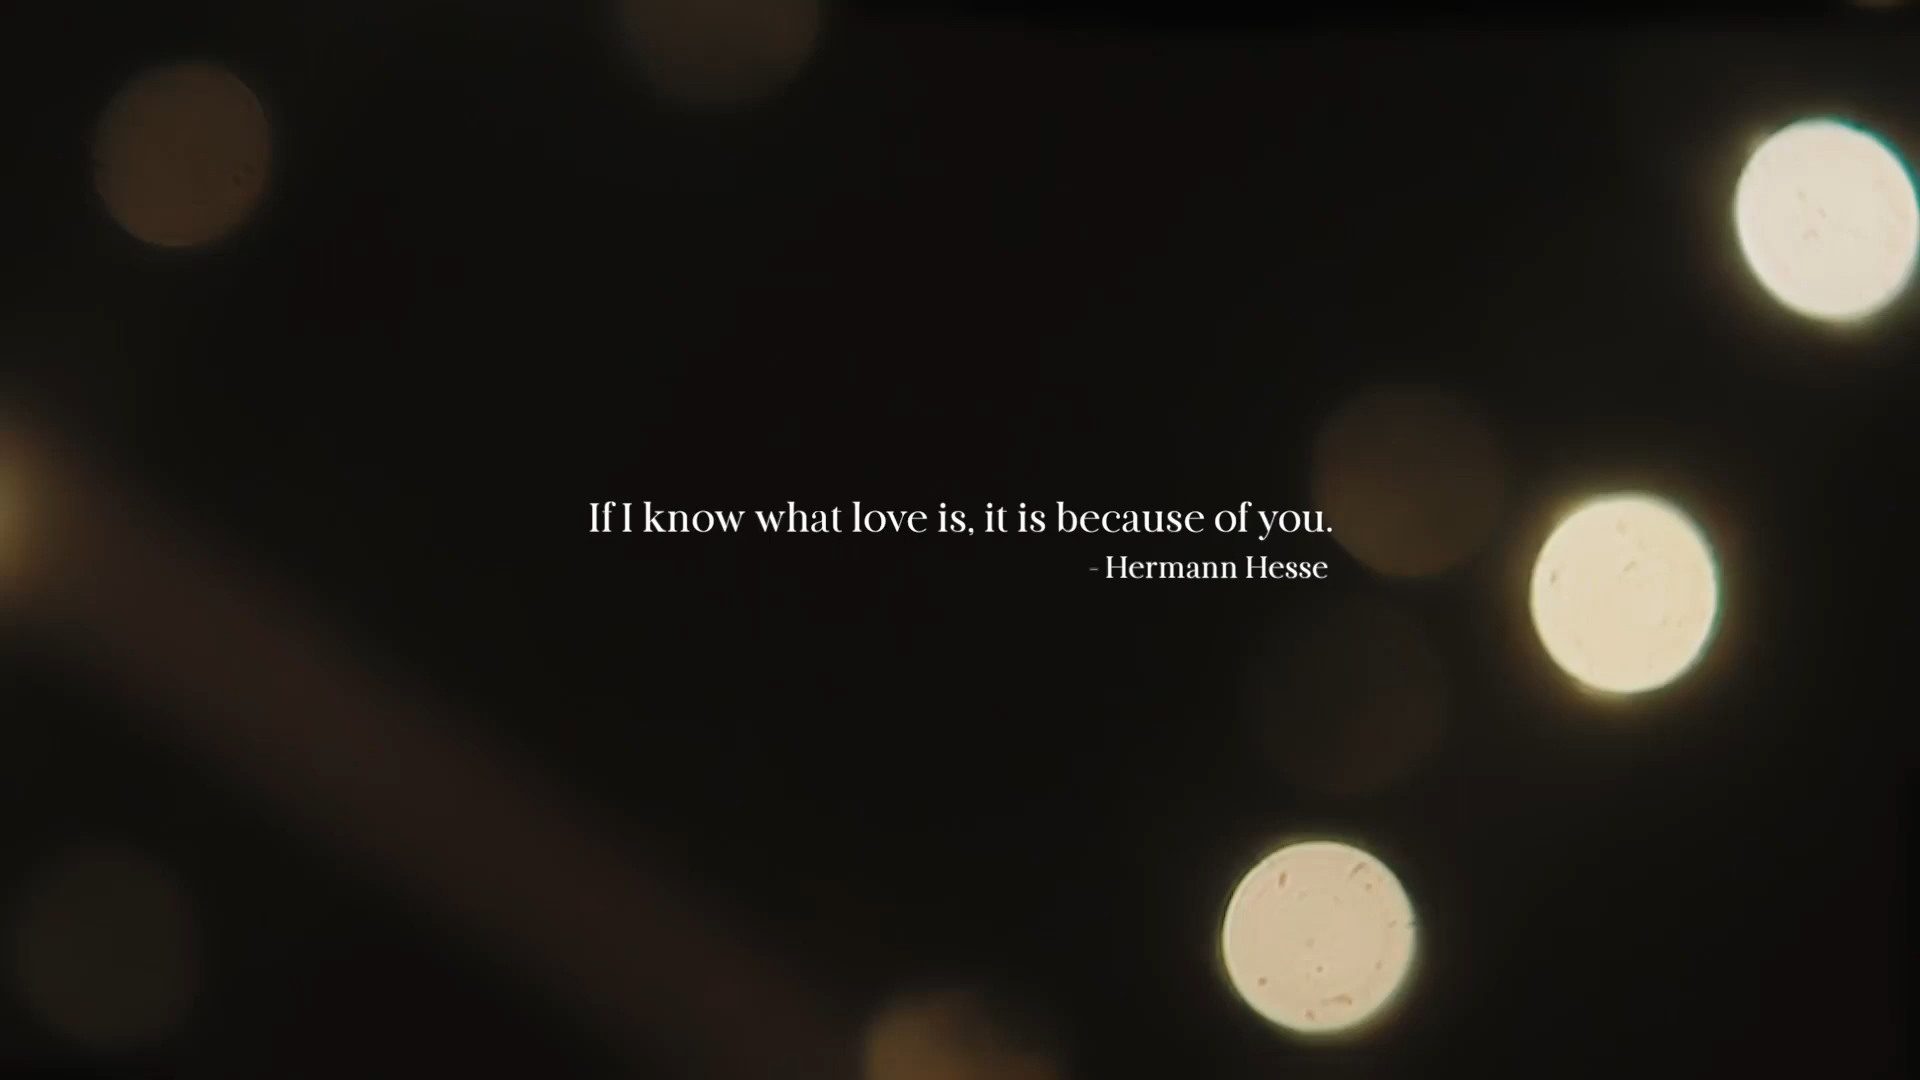 If I know what love is, it is because of you.
- Hermann Hesse